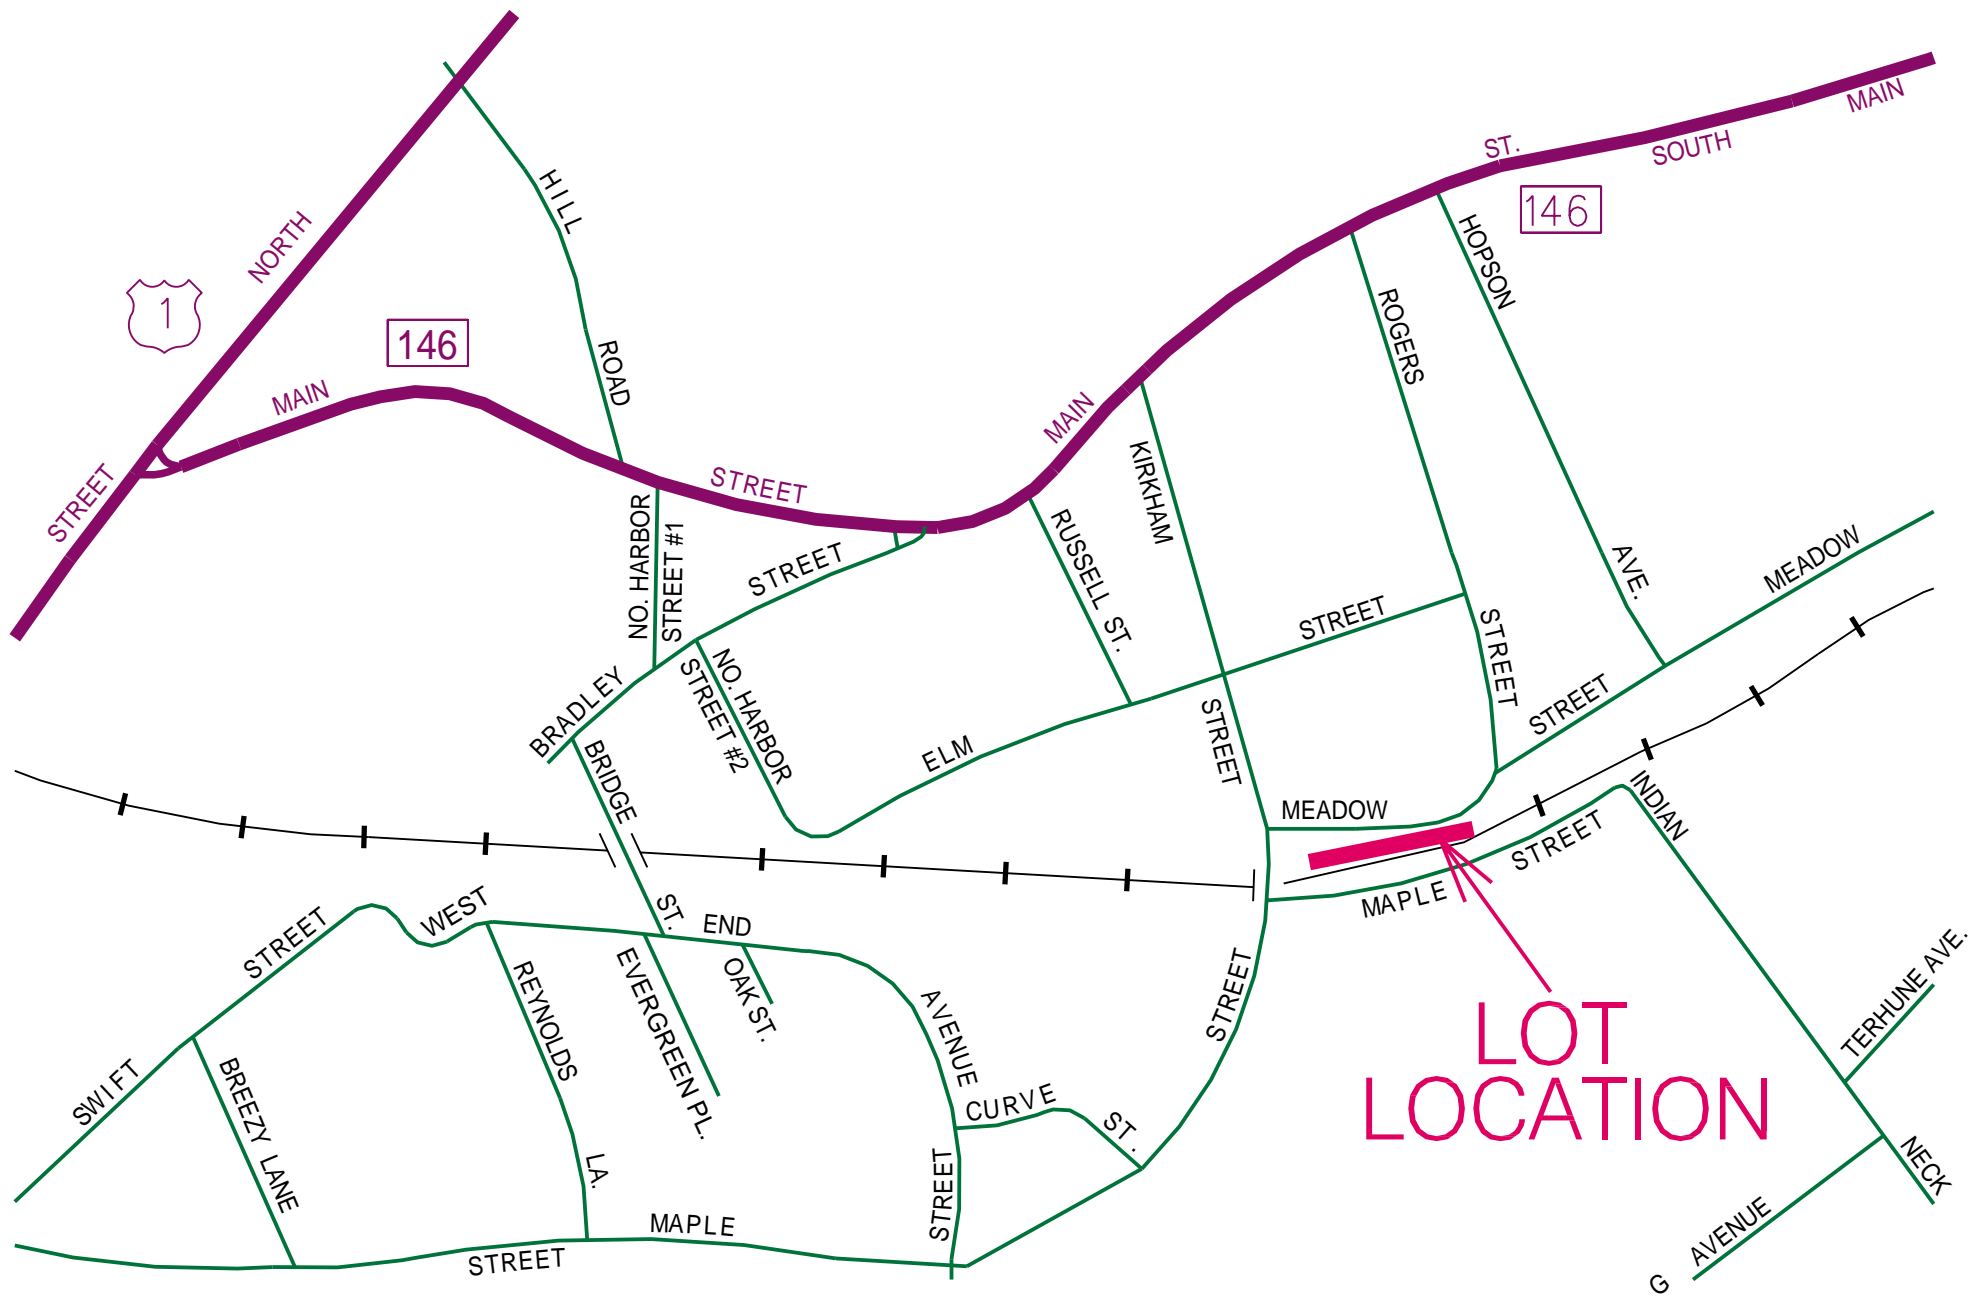 MAIN
ST.
SOUTH
146
HILL
ROAD
NORTH
STREET
1
146
MAIN
STREET
MAIN
HOPSON
AVE.
ROGERS
STREET
KIRKHAM
STREET
RUSSELL ST.
NO. HARBOR
STREET #1
BRADLEY
STREET
NO. HARBOR
STREET #2
ELM
STREET
MEADOW
STREET
MEADOW
BRIDGE
ST.
INDIAN
NECK
MAPLE
STREET
SWIFT
STREET
WEST
END
AVENUE
STREET
REYNOLDS
LA.
EVERGREEN PL.
OAK ST.
BREEZY LANE
CURVE
ST.
STREET
MAPLE
STREET
LOT
LOCATION
TERHUNE AVE.
AVENUE
G